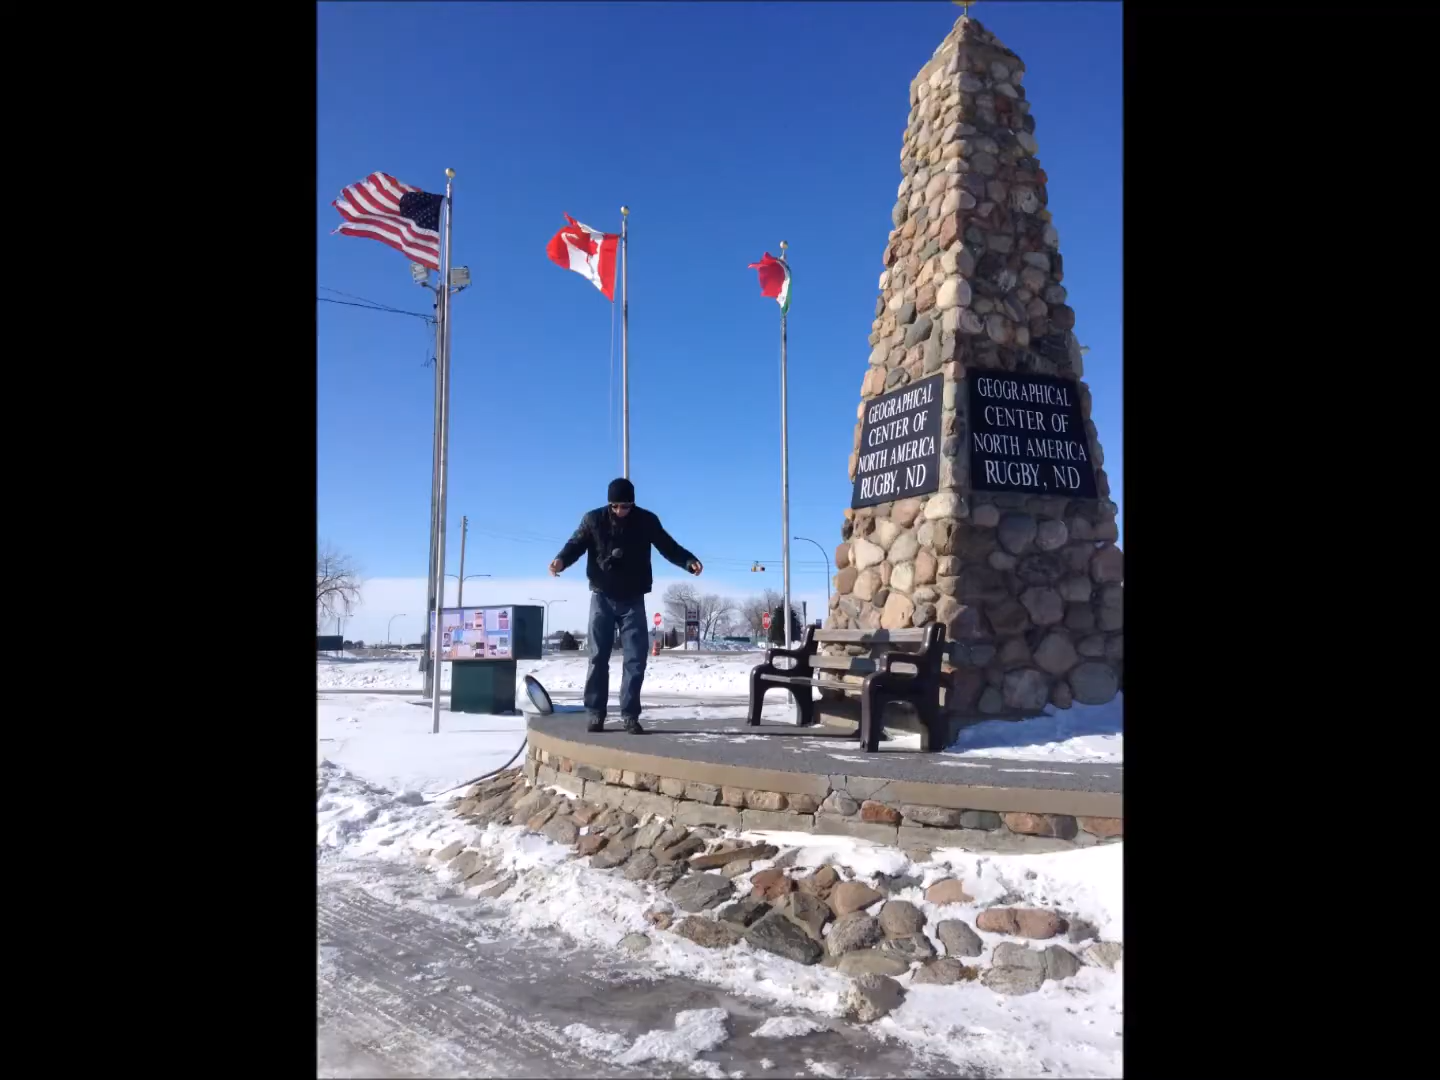 GEOGRAPHICAL
CENTER OF
NORTH AMERICA
RUGBY, ND
GEOGRAPHICAL
CENTER OF
NORTH AMERICA
RUGBY, ND